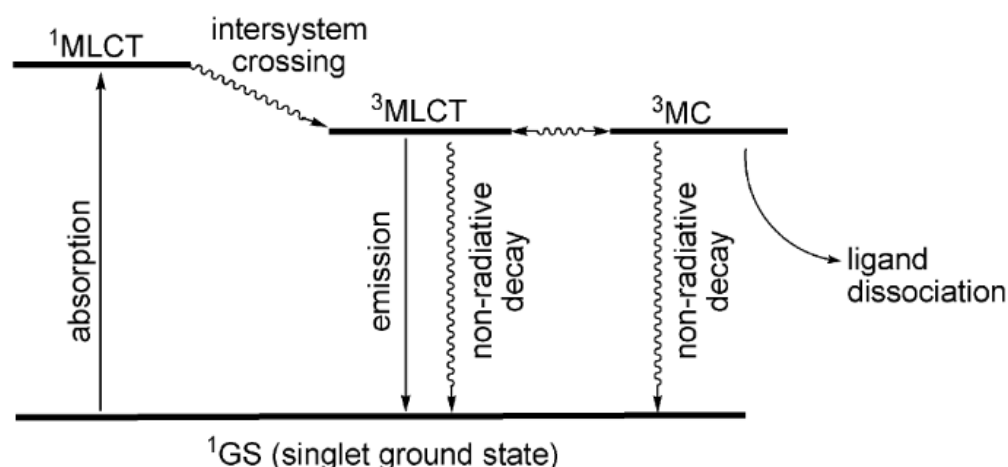 ¹MLCT
intersystem
crossing
³MLCT
³MC
absorption
emission
non-radiative
decay
non-radiative
decay
ligand
dissociation
¹GS (singlet ground state)